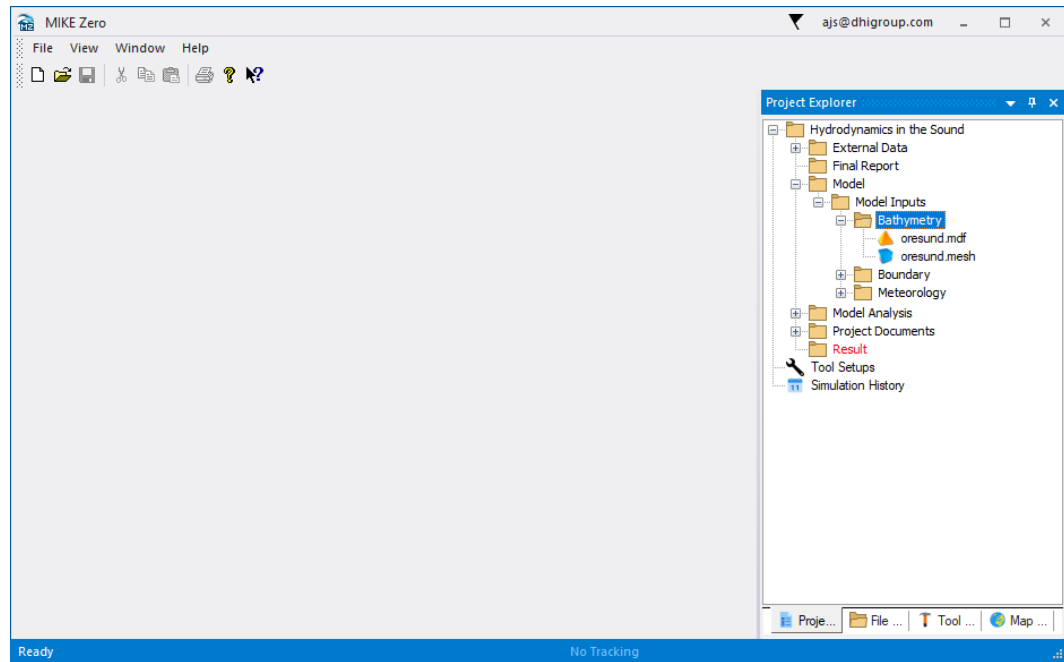 MIKE Zero ajs@dhigroup.com
File View Window Help
Project Explorer
Hydrodynamics in the Sound
External Data
Final Report
Model
Model Inputs
Bathymetry
oresund.mdf
oresund.mesh
Boundary
Meteorology
Model Analysis
Project Documents
Result
Tool Setups
11 Simulation History
Proje... File ... Tool ... Map ...
Ready No Tracking